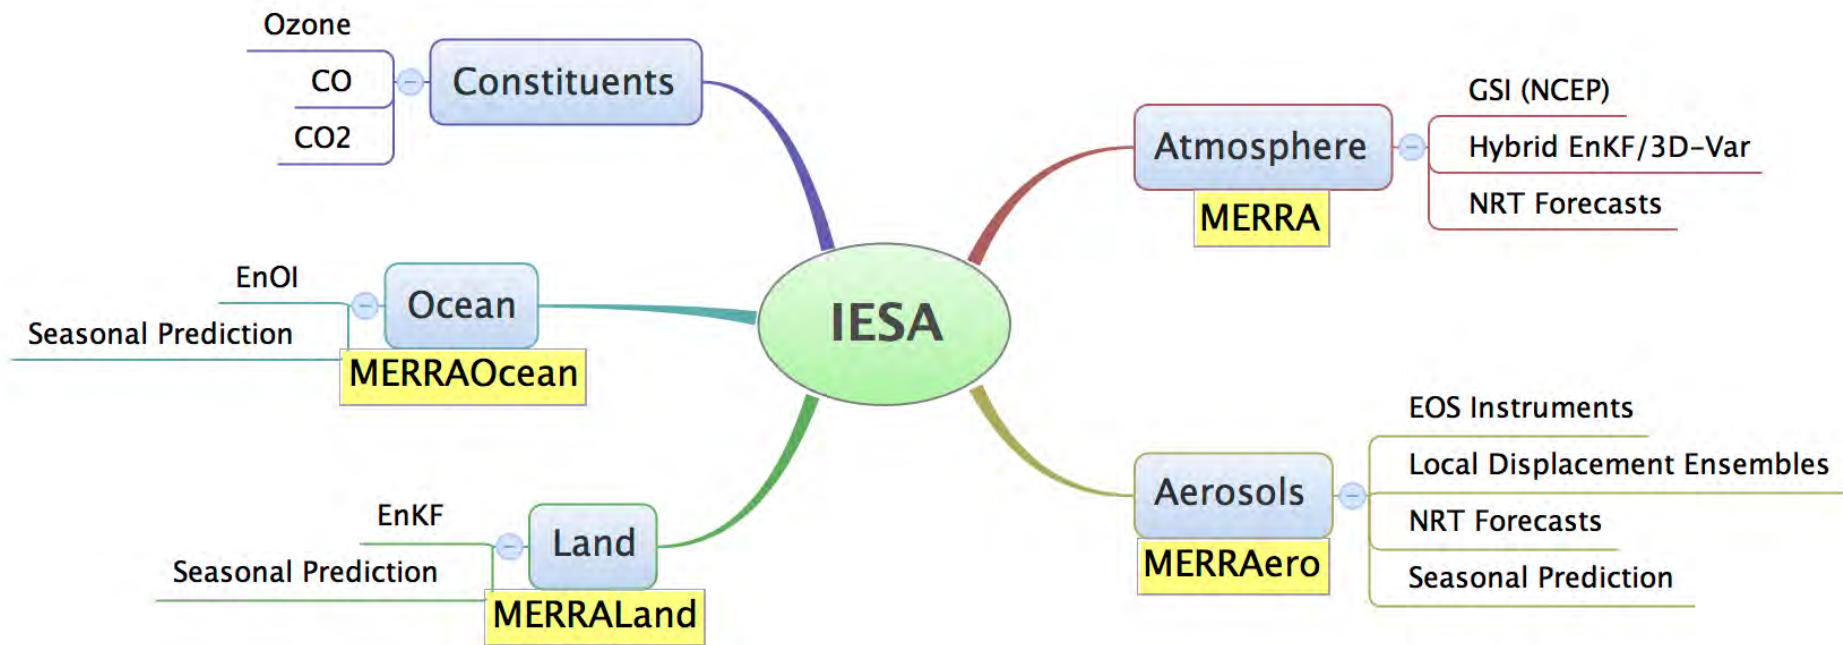 Ozone
CO
CO2
Constituents
EnOI
Seasonal Prediction
Ocean
MERRAOcean
EnKF
Seasonal Prediction
Land
MERRALand
IESA
Atmosphere
MERRA
GSI (NCEP)
Hybrid EnKF/3D-Var
NRT Forecasts
Aerosols
MERRAero
EOS Instruments
Local Displacement Ensembles
NRT Forecasts
Seasonal Prediction